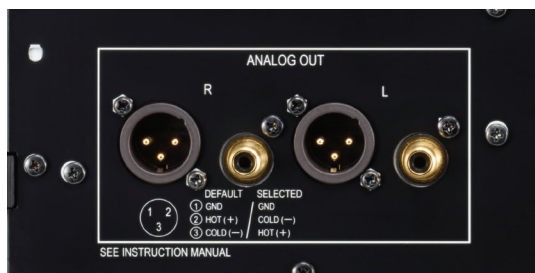 ANALOG OUT
R L
DEFAULT SELECTED
① GND / GND
② HOT (+) / COLD (—)
③ COLD (—) / HOT (+)
1 2
3
SEE INSTRUCTION MANUAL